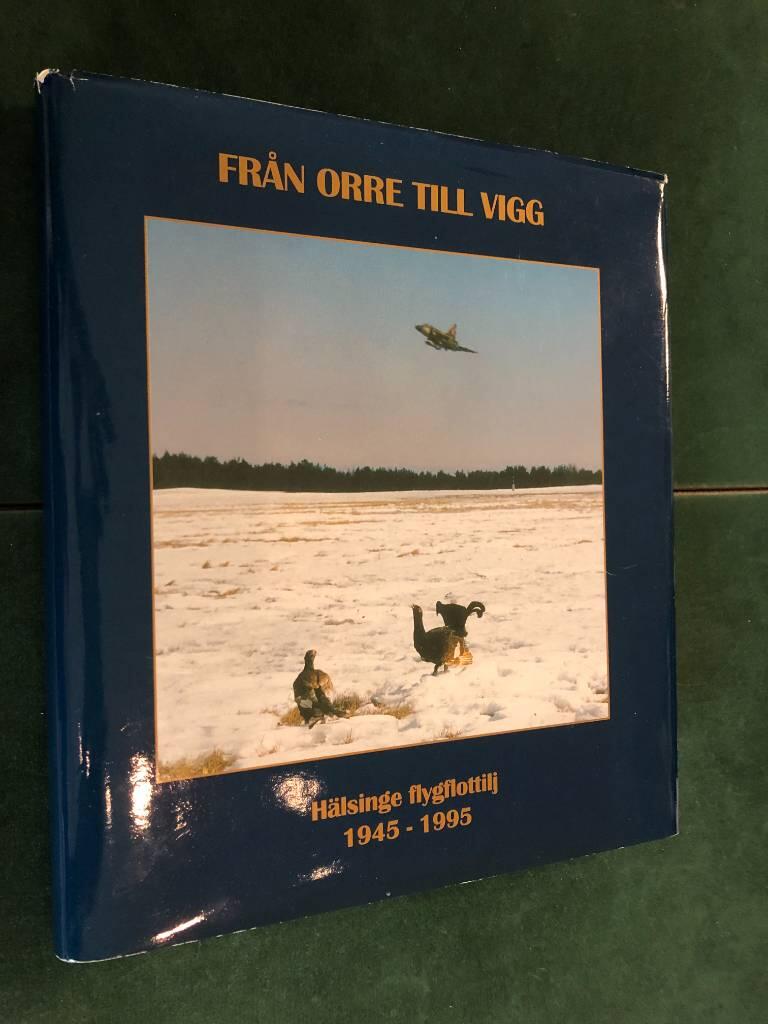 FRÅN ORRE TILL VIGG
Hälsinge flygflottilj
1945 - 1995